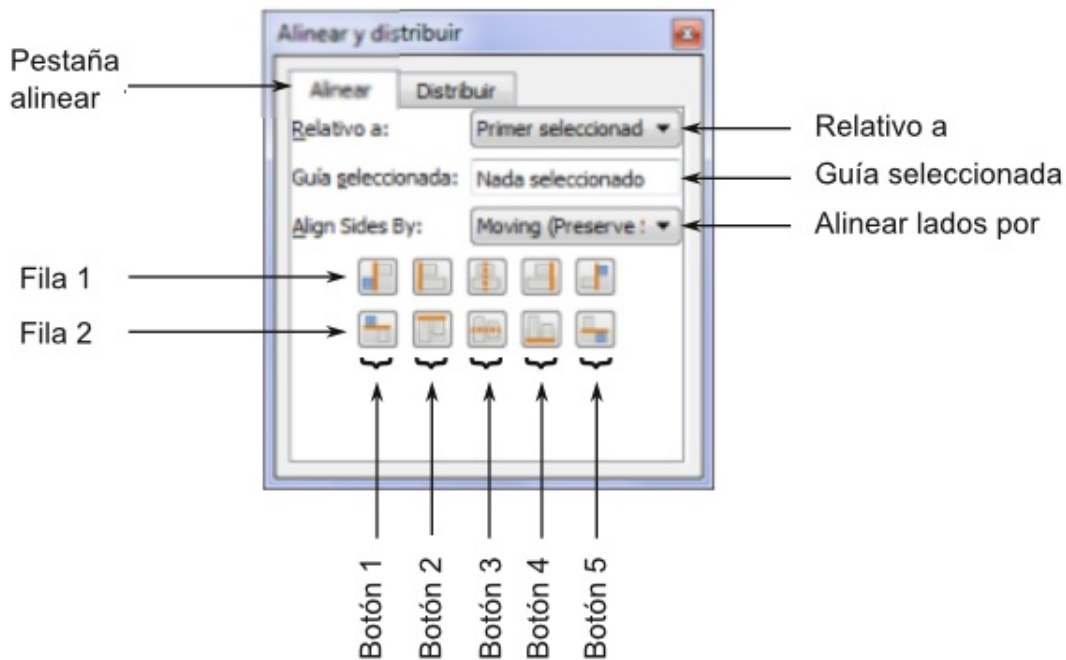 Alinear y distribuir
Pestaña
alinear
Alinear
Distribuir
Relativo a:
Primer seleccionad
Relativo a
Guía seleccionada:
Nada seleccionado
Guía seleccionada
Align Sides By:
Moving (Preserve S
Alinear lados por
Fila 1
Fila 2
Botón 1
Botón 2
Botón 3
Botón 4
Botón 5